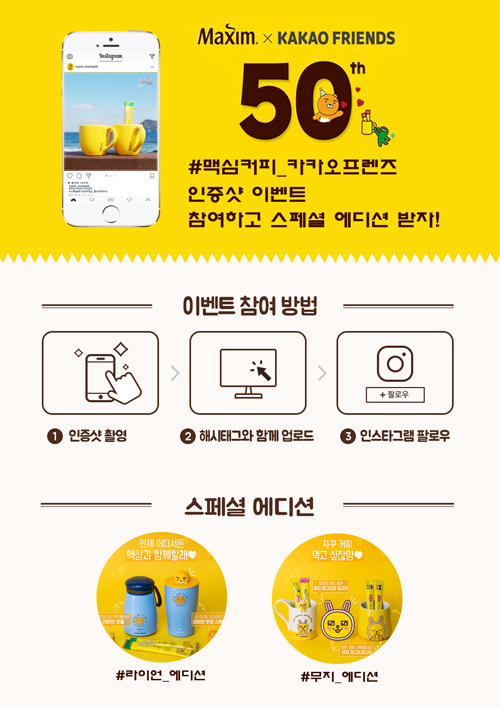 Maxim. × KAKAO FRIENDS
50th
Instagram
#맥심커피_카카오프렌즈
인증샷 이벤트
참여하고 스페셜 에디션 받자!
이벤트 참여 방법
+ 팔로우
1 인증샷 촬영
2 해시태그와 함께 업로드
3 인스타그램 팔로우
스페셜 에디션
언제 어디서든
맥심과 함께할래
자꾸 커피
먹고 싶잖앙
#라이언_에디션
#무지_에디션